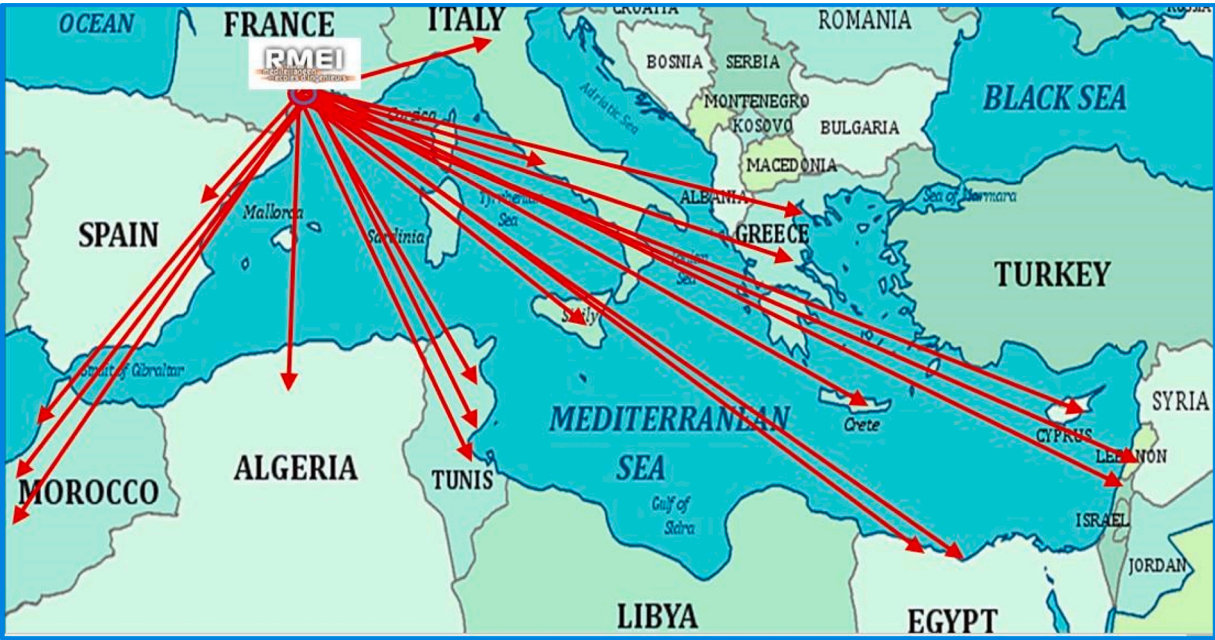 OCEAN
FRANCE
ITALY
CROATIA
ROMANIA
RMEI
BOSNIA
SERBIA
BLACK SEA
Adriatic Sea
MONTENEGRO
KOSOVO
BULGARIA
MACEDONIA
Corsica
ALBANIA
Sea of Marmara
Mallorca
Tyrrhenian
Sea
SPAIN
Sardinia
GREECE
Ionian
Sea
TURKEY
Sicily
Strait of Gibraltar
SYRIA
MEDITERRANEAN
SEA
Crete
CYPRUS
LEBANON
ALGERIA
TUNIS
MOROCCO
Gulf of
Sidra
ISRAEL
JORDAN
LIBYA
EGYPT